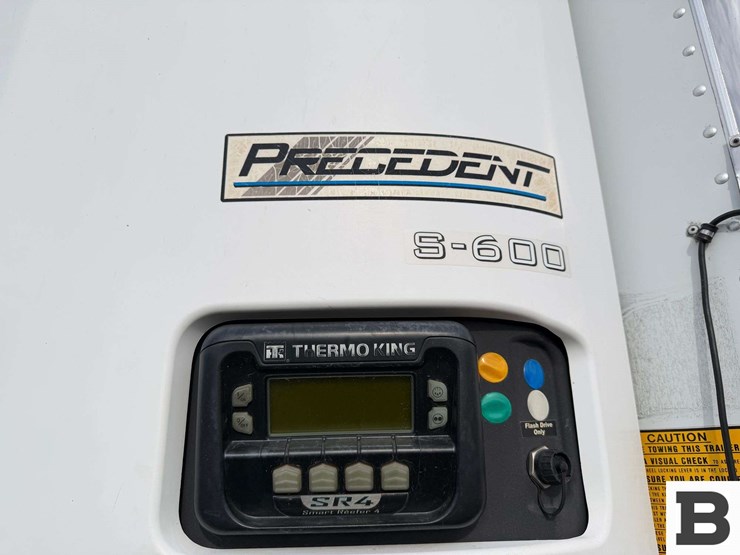 PRECEDENT
S-600
THERMO KING
SR4
Smart Reefer 4
Flash Drive
Only
CAUTION
TOWING THIS TRAILER
A VISUAL CHECK
B